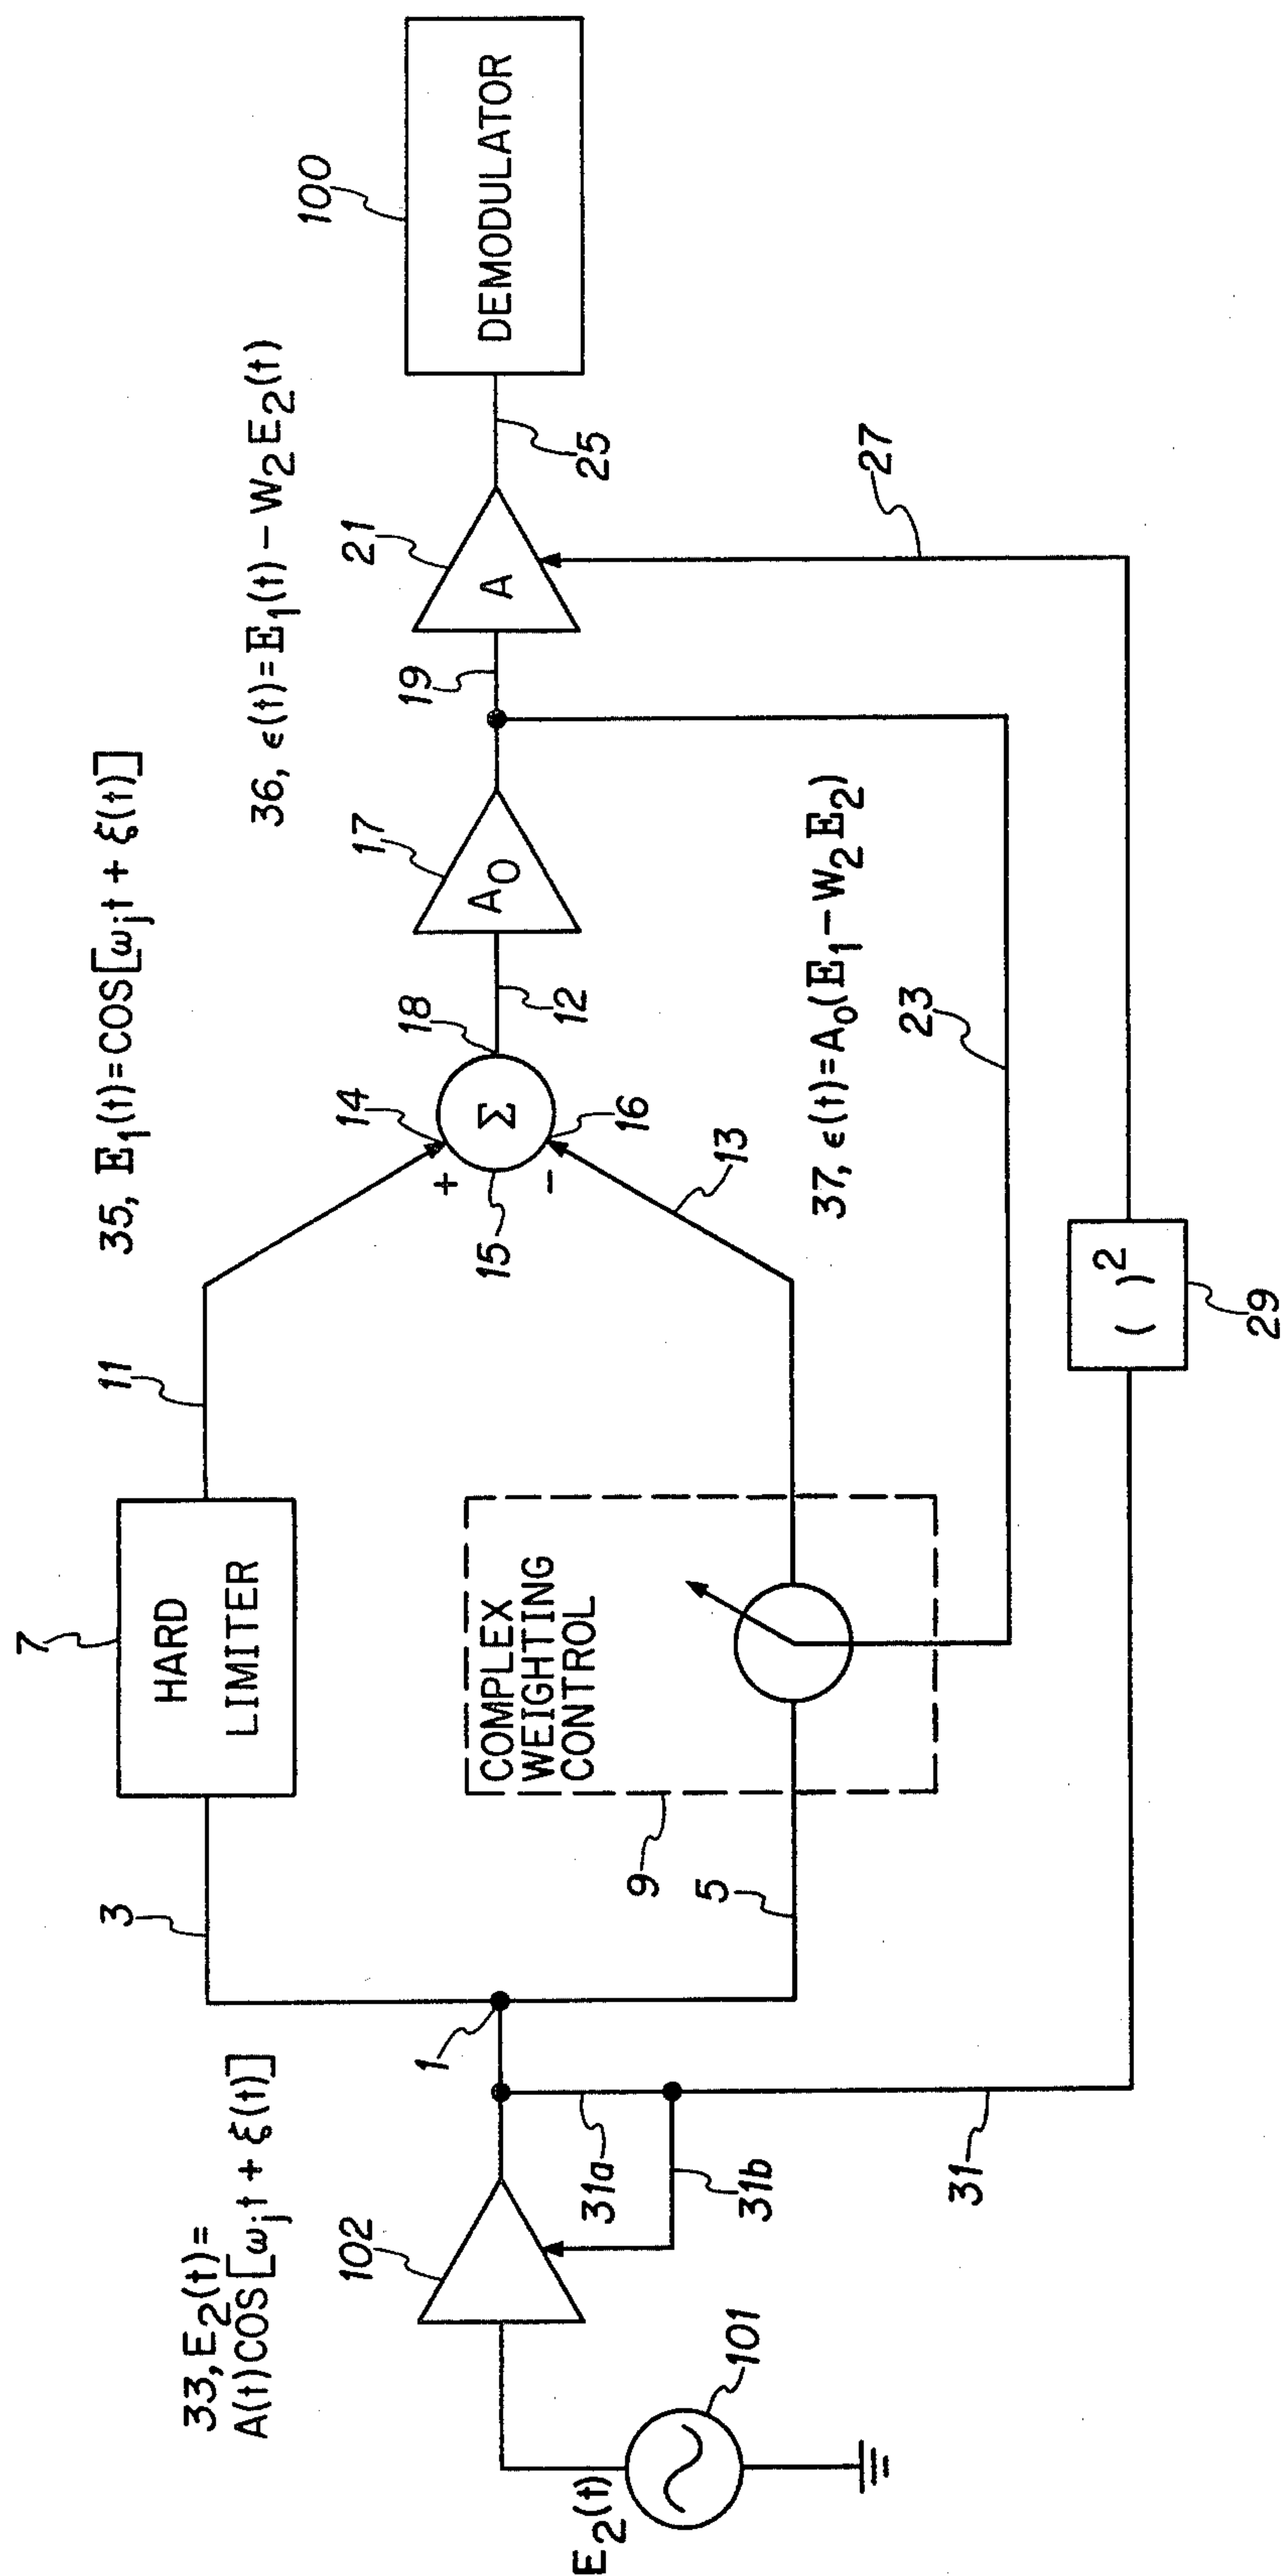 33, E₂(t)=
A(t)COS[ωⱼt + ξ(t)]
35, E₁(t)=COS[ωⱼt + ξ(t)]
36, ϵ(t)=E₁(t) - W₂E₂(t)
7
HARD
LIMITER
3
11
100
DEMODULATOR
14
18
17
21
19
+
Σ
A₀
A
-
15
16
12
25
102
1
COMPLEX
WEIGHTING
CONTROL
9
5
13
37, ϵ(t)=A₀(E₁-W₂E₂)
23
27
E₂(t)
101
31a
31b
31
( )²
29